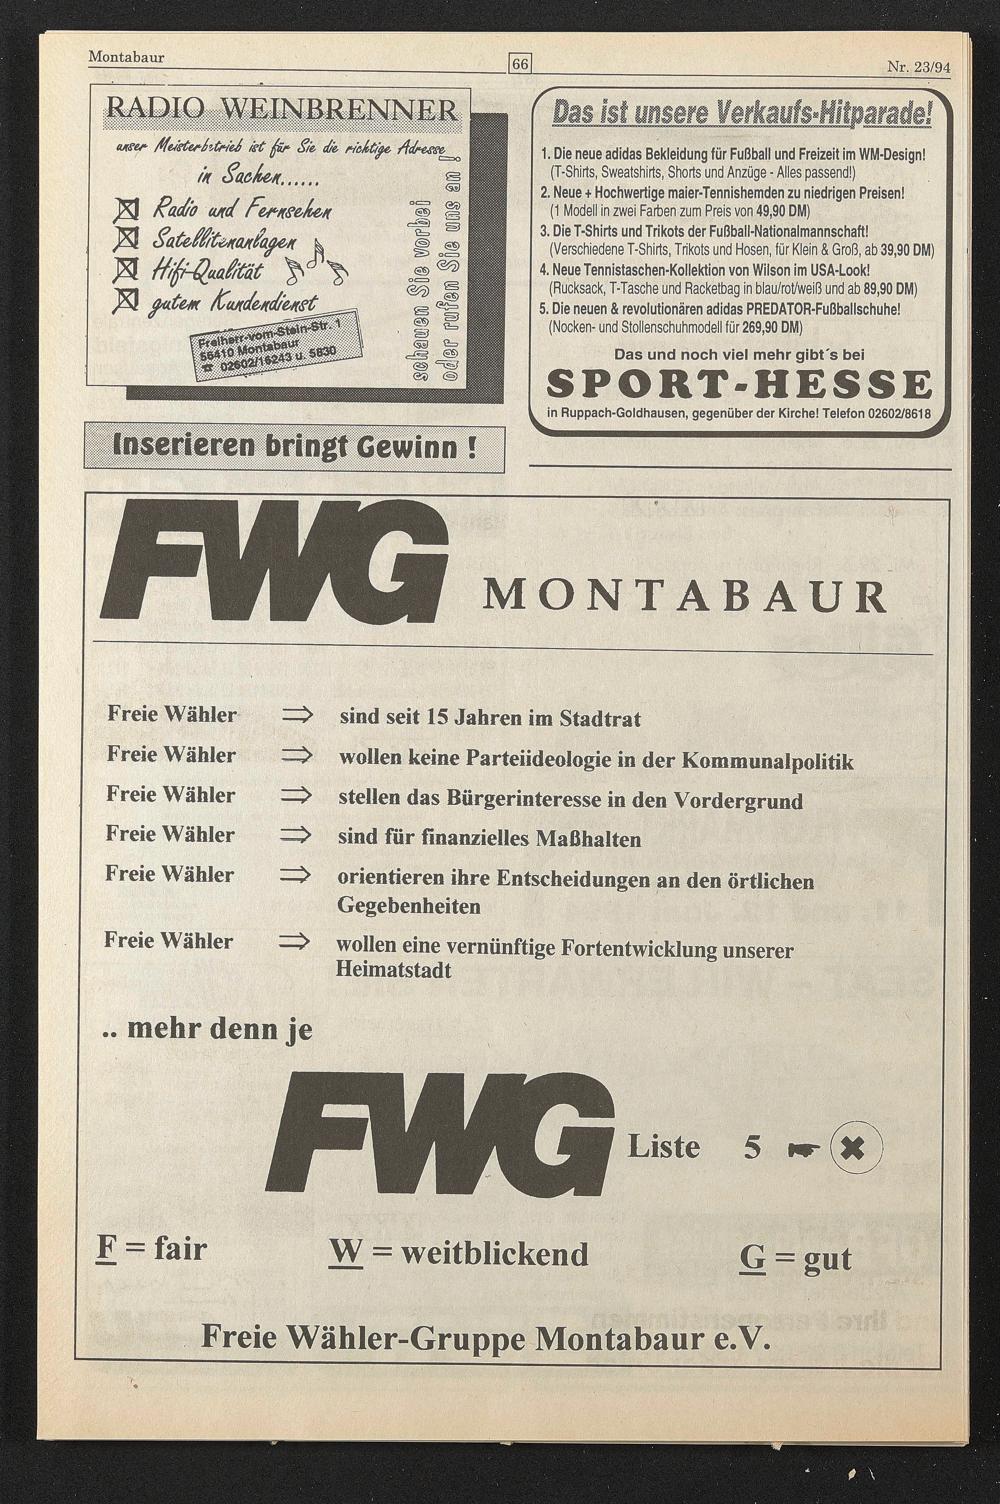 Montabaur
66
Nr. 23/94
RADIO WEINBRENNER
unser Meisterbetrieb ist für Sie die richtige Adresse
in Sachen......
Radio und Fernsehen
Satellitenanlagen
Hifi-Qualität
gutem Kundendienst
schauen Sie vorbei
oder rufen Sie uns an !
Freiherr-vom-Stein-Str. 1
56410 Montabaur
☎ 02602/16243 u. 5830
Inserieren bringt Gewinn !
Das ist unsere Verkaufs-Hitparade!
1. Die neue adidas Bekleidung für Fußball und Freizeit im WM-Design!
(T-Shirts, Sweatshirts, Shorts und Anzüge - Alles passend!)
2. Neue + Hochwertige maier-Tennishemden zu niedrigen Preisen!
(1 Modell in zwei Farben zum Preis von 49,90 DM)
3. Die T-Shirts und Trikots der Fußball-Nationalmannschaft!
(Verschiedene T-Shirts, Trikots und Hosen, für Klein & Groß, ab 39,90 DM)
4. Neue Tennistaschen-Kollektion von Wilson im USA-Look!
(Rucksack, T-Tasche und Racketbag in blau/rot/weiß und ab 89,90 DM)
5. Die neuen & revolutionären adidas PREDATOR-Fußballschuhe!
(Nocken- und Stollenschuhmodell für 269,90 DM)
Das und noch viel mehr gibt´s bei
SPORT-HESSE
in Ruppach-Goldhausen, gegenüber der Kirche! Telefon 02602/8618
FWG MONTABAUR
Freie Wähler ⇒ sind seit 15 Jahren im Stadtrat
Freie Wähler ⇒ wollen keine Parteiideologie in der Kommunalpolitik
Freie Wähler ⇒ stellen das Bürgerinteresse in den Vordergrund
Freie Wähler ⇒ sind für finanzielles Maßhalten
Freie Wähler ⇒ orientieren ihre Entscheidungen an den örtlichen
Gegebenheiten
Freie Wähler ⇒ wollen eine vernünftige Fortentwicklung unserer
Heimatstadt
.. mehr denn je
FWG Liste 5
F = fair W = weitblickend G = gut
Freie Wähler-Gruppe Montabaur e.V.